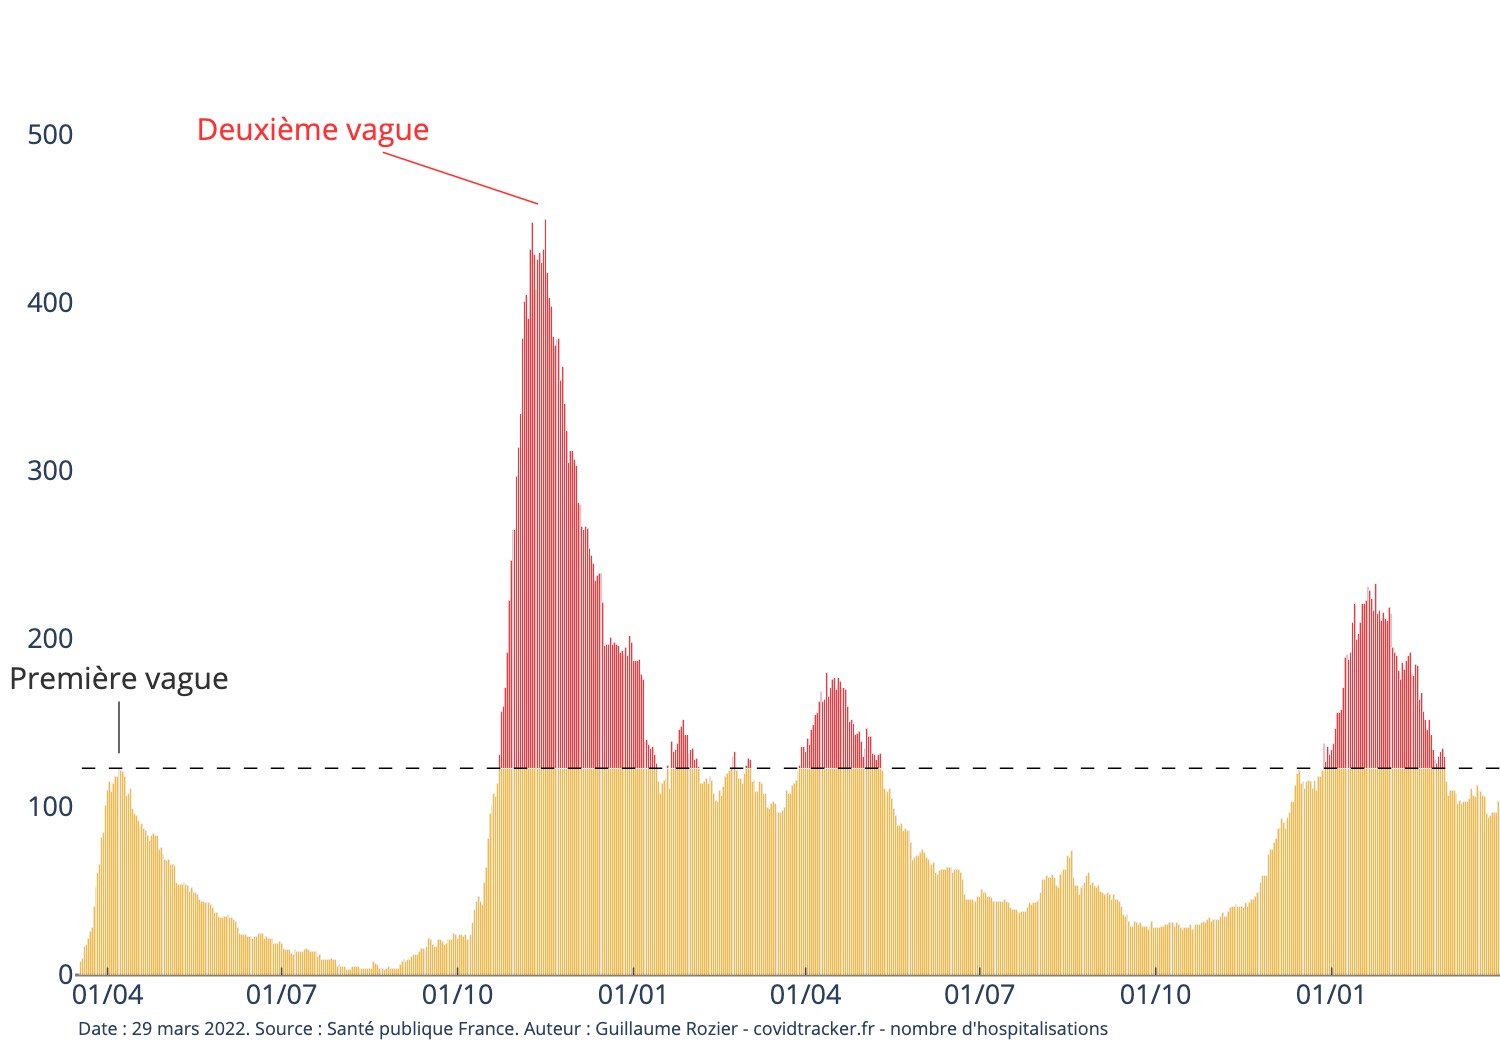 500
Deuxième vague
400
300
200
Première vague
100
0
01/04 01/07 01/10 01/01 01/04 01/07 01/10 01/01
Date : 29 mars 2022. Source : Santé publique France. Auteur : Guillaume Rozier - covidtracker.fr - nombre d'hospitalisations